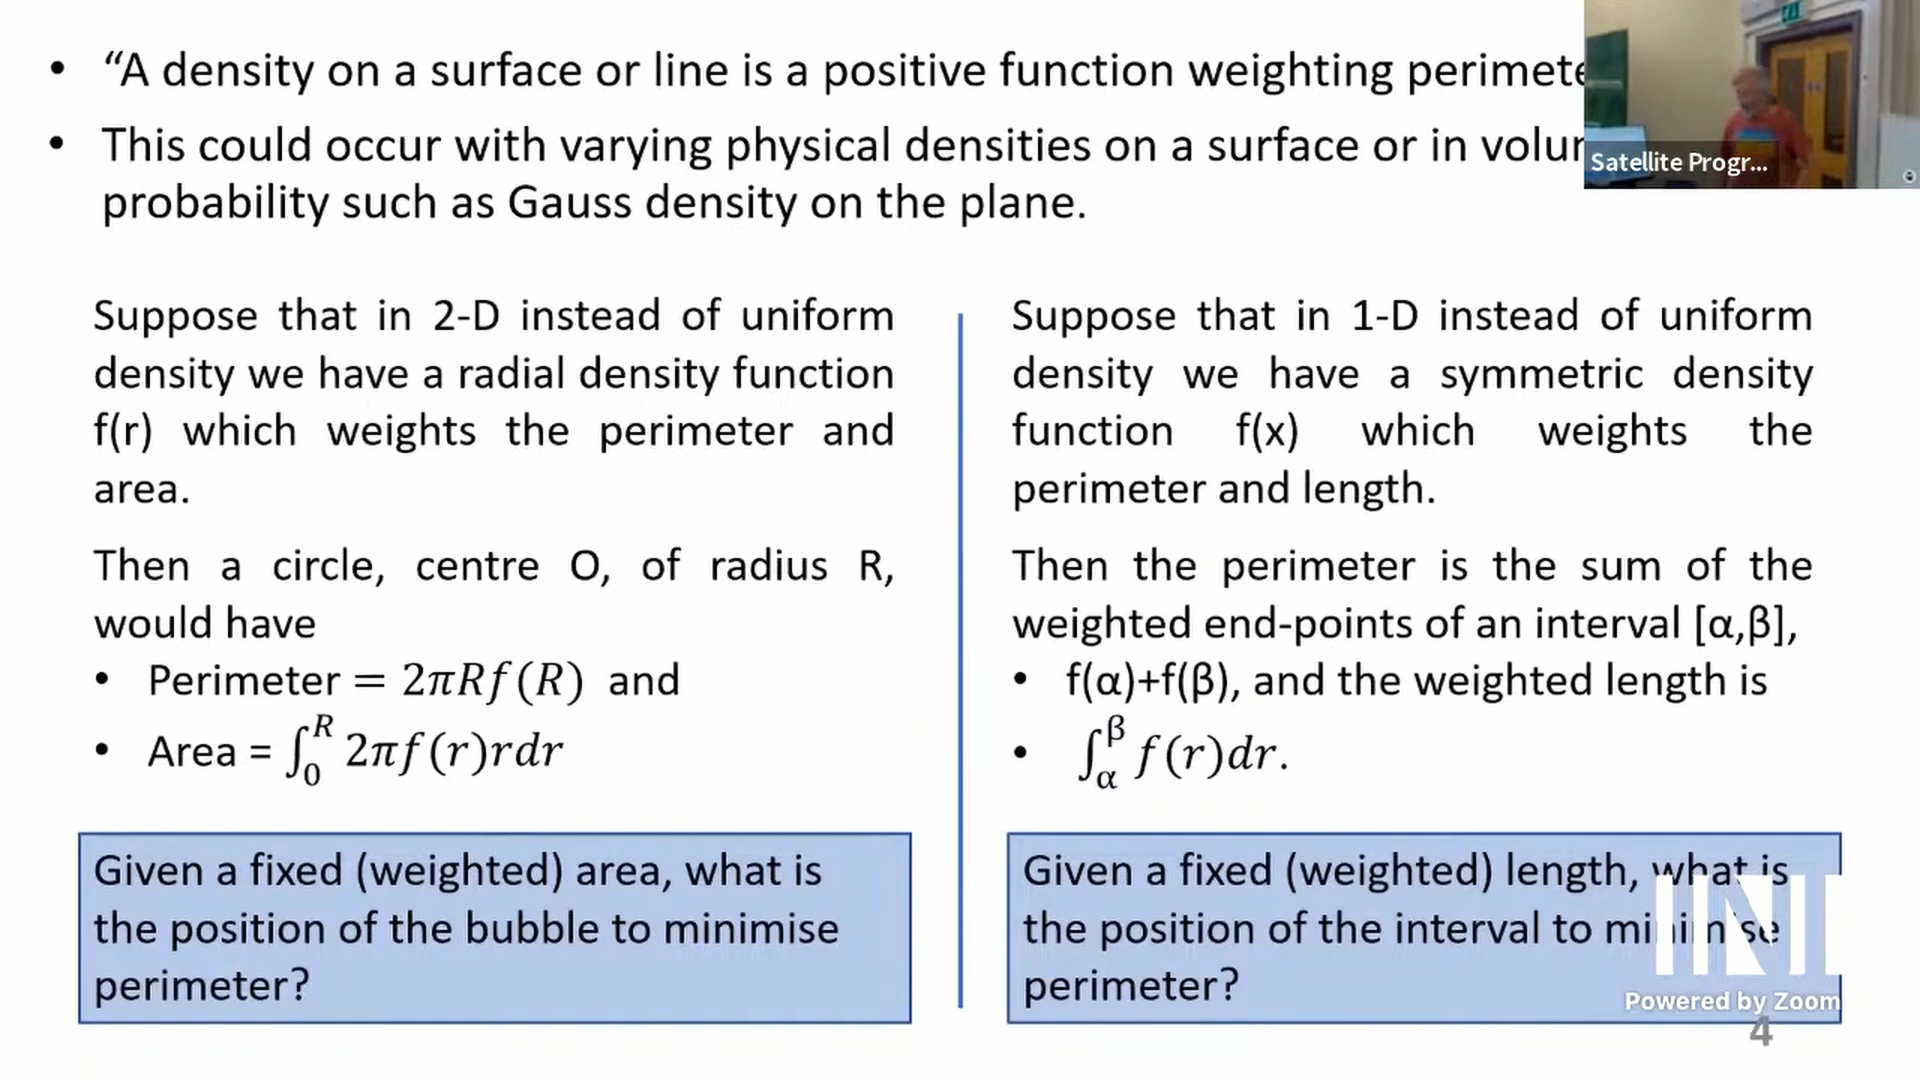 • “A density on a surface or line is a positive function weighting
• This could occur with varying physical densities on a surface or in
probability such as Gauss density on the plane.
Satellite Progr...
Suppose that in 2-D instead of uniform
density we have a radial density function
f(r) which weights the perimeter and
area.
Then a circle, centre O, of radius R,
would have
• Perimeter = 2πRf(R) and
• Area = ∫₀ᴿ 2πf(r)rdr
Given a fixed (weighted) area, what is
the position of the bubble to minimise
perimeter?
Suppose that in 1-D instead of uniform
density we have a symmetric density
function f(x) which weights the
perimeter and length.
Then the perimeter is the sum of the
weighted end-points of an interval [α,β],
• f(α)+f(β), and the weighted length is
• ∫_α^β f(r)dr.
Given a fixed (weighted) length, what is
the position of the interval to minimise
perimeter?
Powered by Zoom
4